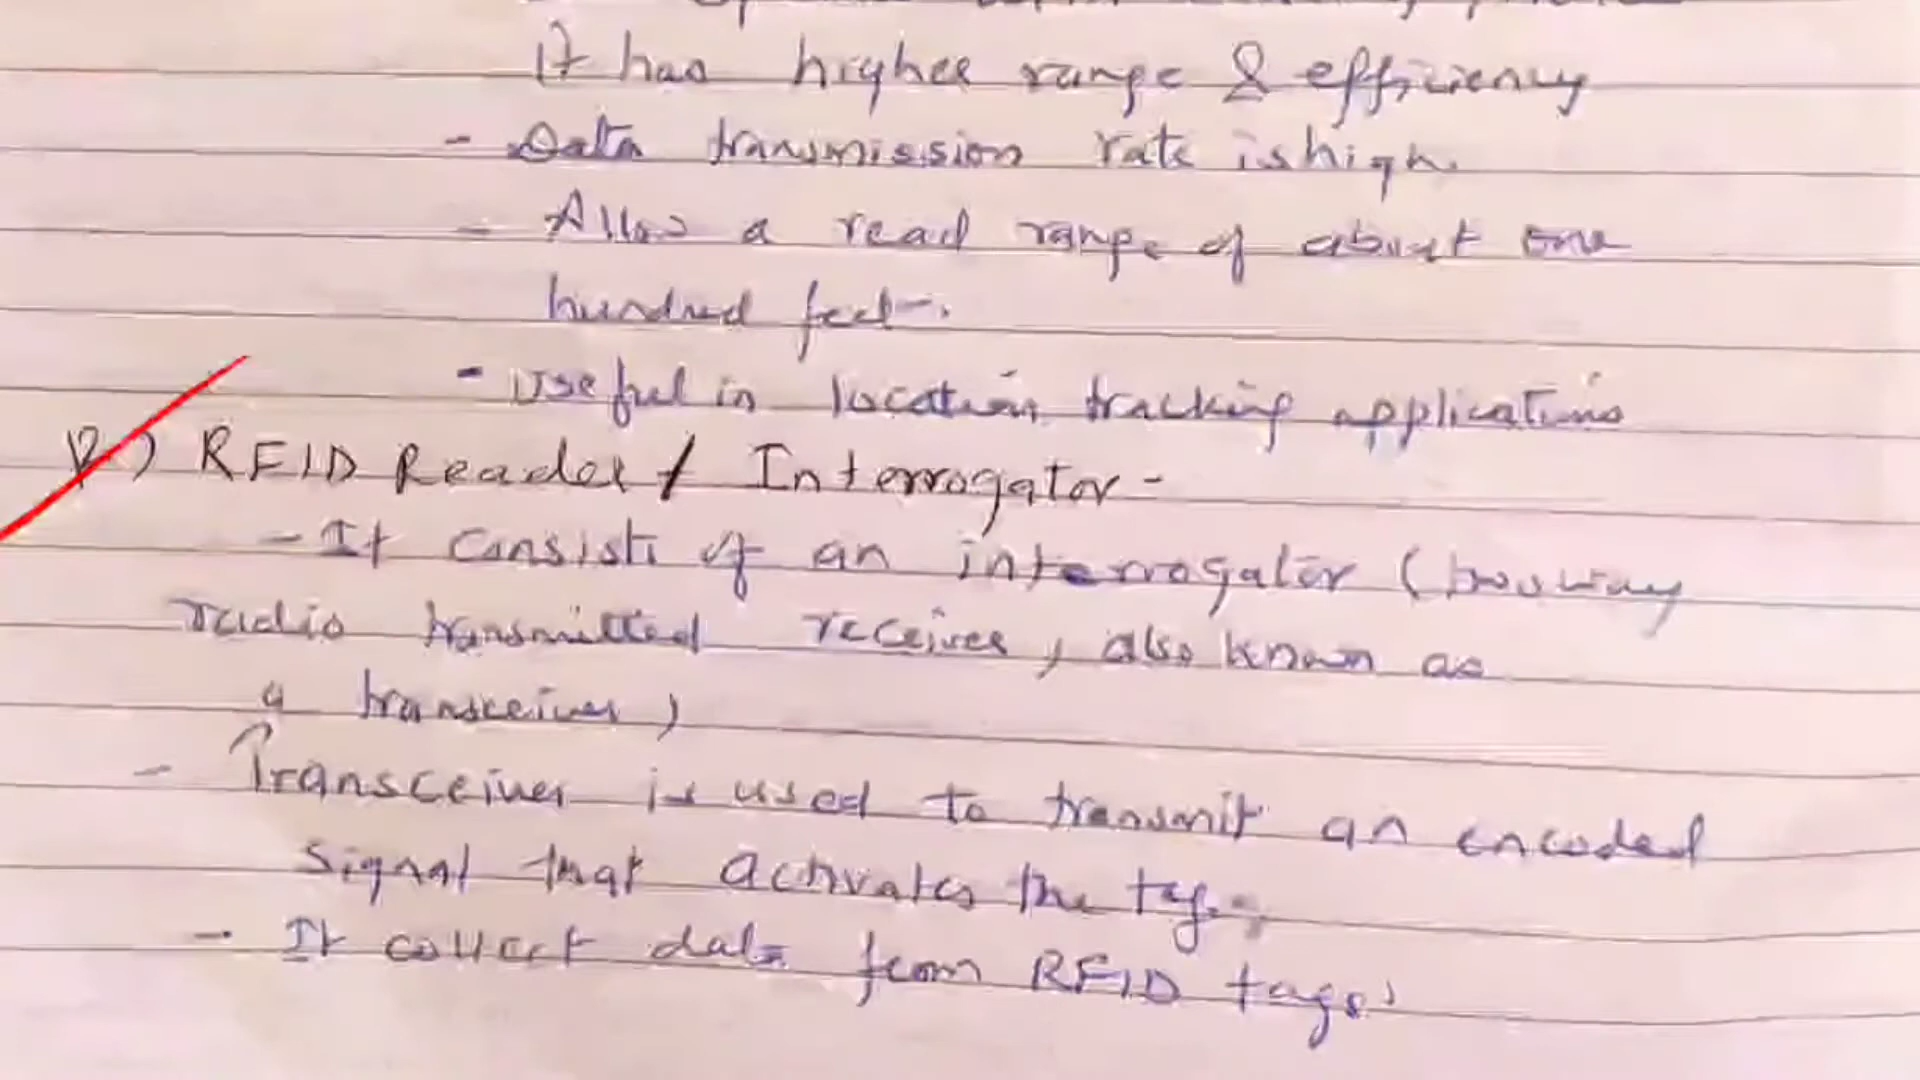 It has higher range & efficiency
- Data transmission rate is high.
- Allow a read range of about one
hundred feet.
- Useful in location tracking applications
2) RFID Reader / Interrogator -
- It consists of an interrogator (two way
radio transmitted receiver, also known as
a transceiver)
- Transceiver is used to transmit an encoded
signal that activates the tag.
- It collect data from RFID tags.